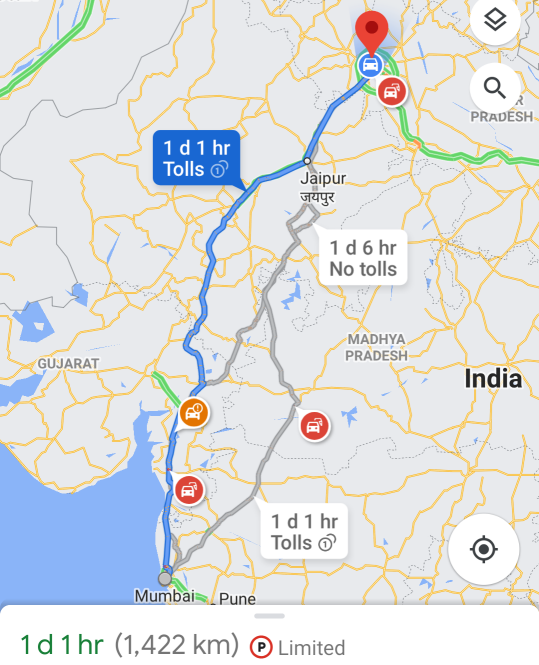 R
PRADESH
1 d 1 hr
Tolls
Jaipur
जयपुर
1 d 6 hr
No tolls
MADHYA
PRADESH
GUJARAT
India
1 d 1 hr
Tolls
Mumbai
Pune
1 d 1 hr (1,422 km) P Limited